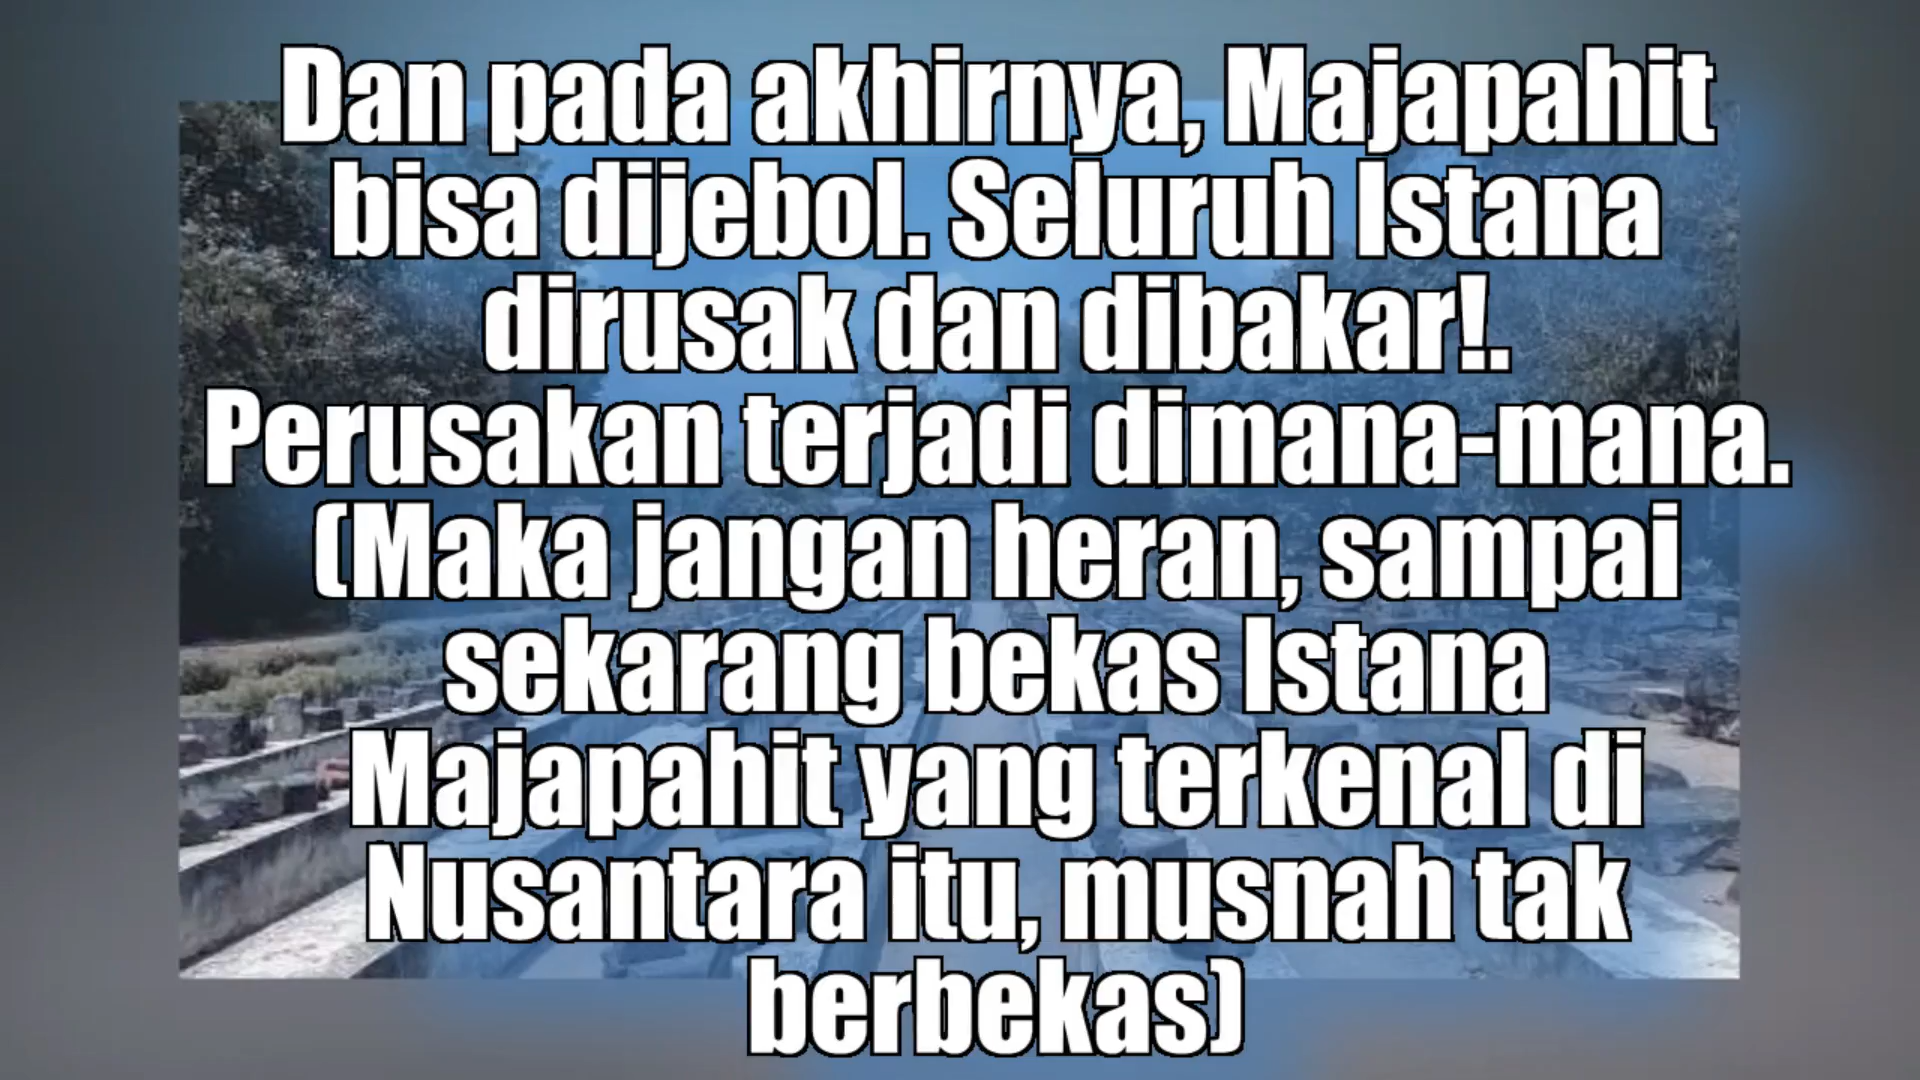 Dan pada akhirnya, Majapahit
bisa dijebol. Seluruh Istana
dirusak dan dibakar!.
Perusakan terjadi dimana-mana.
(Maka jangan heran, sampai
sekarang bekas Istana
Majapahit yang terkenal di
Nusantara itu, musnah tak
berbekas)